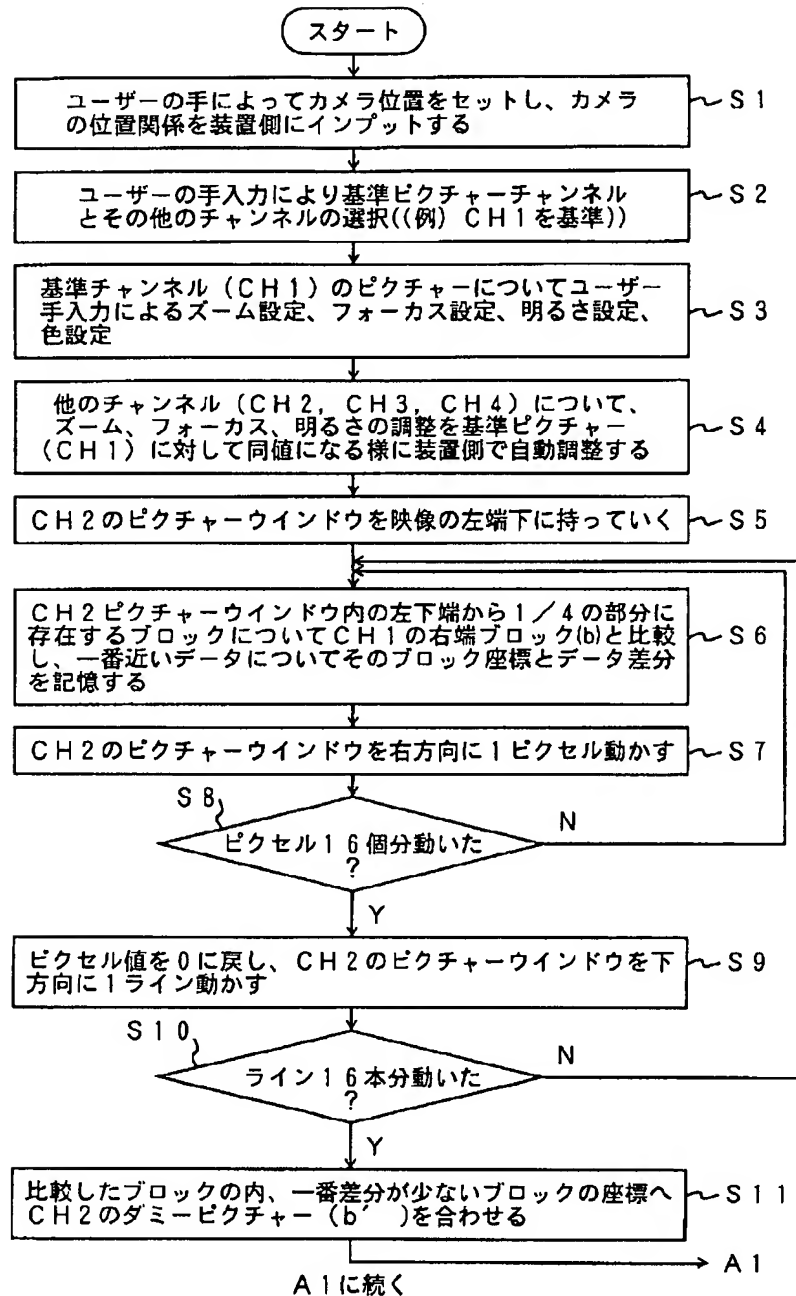 スタート
ユーザーの手によってカメラ位置をセットし、カメラ
の位置関係を装置側にインプットする
S1
ユーザーの手入力により基準ピクチャーチャンネル
とその他のチャンネルの選択((例) CH1を基準))
S2
基準チャンネル(CH1)のピクチャーについてユーザー
手入力によるズーム設定、フォーカス設定、明るさ設定、
色設定
S3
他のチャンネル(CH2, CH3, CH4)について、
ズーム、フォーカス、明るさの調整を基準ピクチャー
(CH1)に対して同値になる様に装置側で自動調整する
S4
CH2のピクチャーウインドウを映像の左端下に持っていく
S5
CH2ピクチャーウインドウ内の左下端から1/4の部分に
存在するブロックについてCH1の右端ブロック(b)と比較
し、一番近いデータについてそのブロック座標とデータ差分
を記憶する
S6
CH2のピクチャーウインドウを右方向に1ピクセル動かす
S7
S8
ピクセル16個分動いた
?
N
Y
ピクセル値を0に戻し、CH2のピクチャーウインドウを下
方向に1ライン動かす
S9
S10
ライン16本分動いた
?
N
Y
比較したブロックの内、一番差分が少ないブロックの座標へ
CH2のダミーピクチャー(b´ )を合わせる
S11
A1
A1に続く